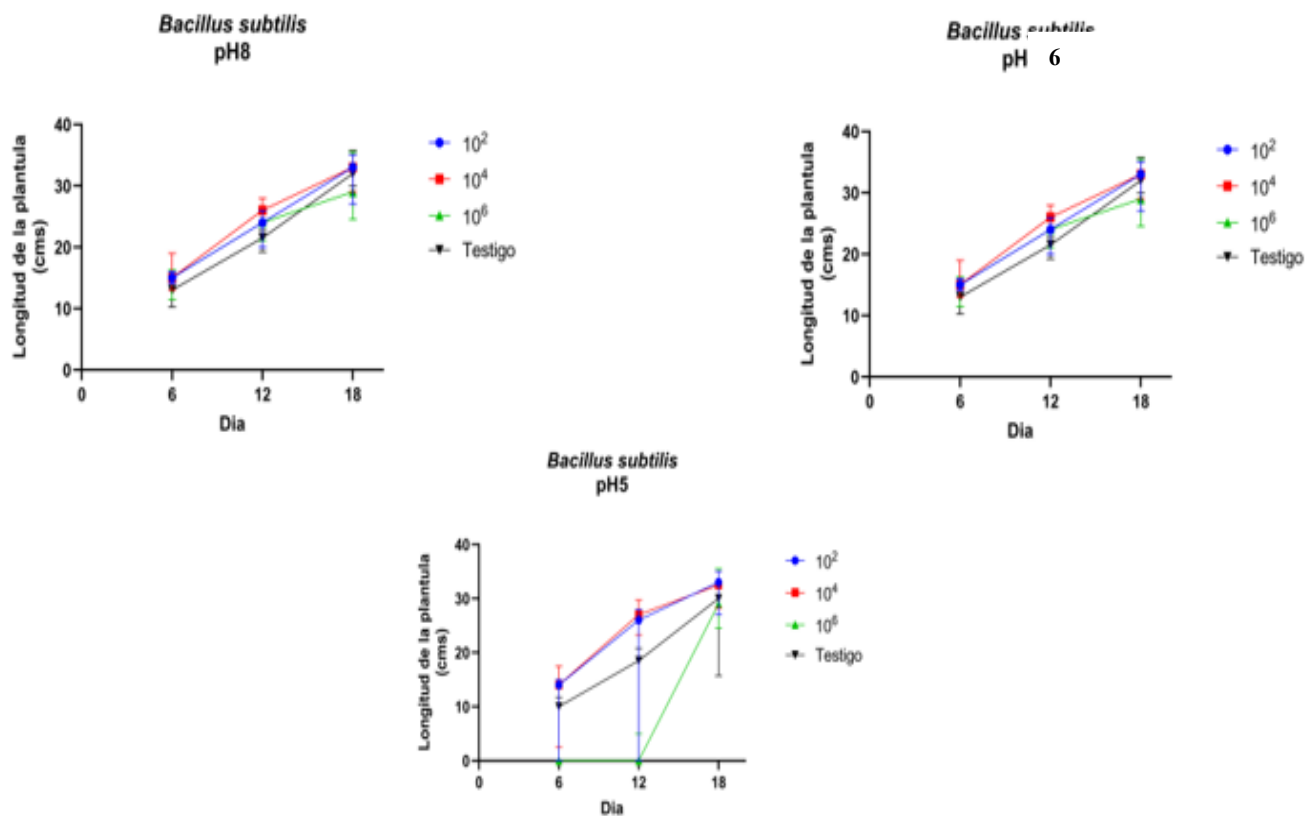 Bacillus subtilis
pH8
Longitud de la plantula
(cms)
40
30
20
10
0
0
6
12
18
Dia
10²
10⁴
10⁶
Testigo
Bacillus subtilis
pH 6
Longitud de la plantula
(cms)
40
30
20
10
0
0
6
12
18
Dia
10²
10⁴
10⁶
Testigo
Bacillus subtilis
pH5
Longitud de la plantula
(cms)
40
30
20
10
0
0
6
12
18
Dia
10²
10⁴
10⁶
Testigo